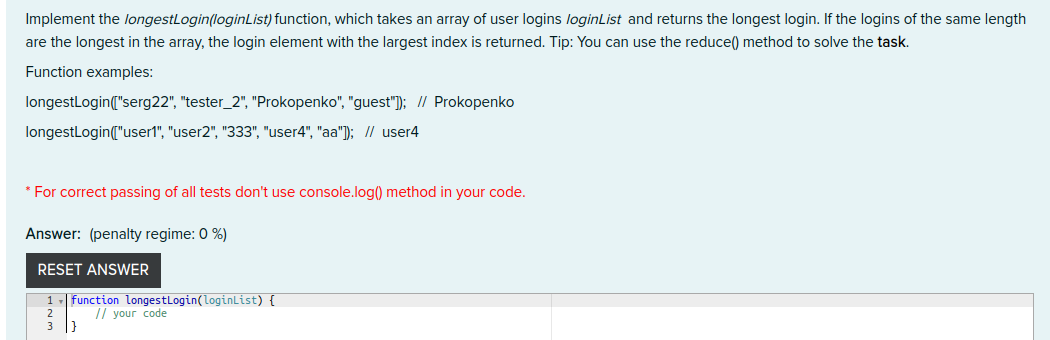 Implement the longestLogin(loginList) function, which takes an array of user logins loginList and returns the longest login. If the logins of the same length
are the longest in the array, the login element with the largest index is returned. Tip: You can use the reduce() method to solve the task.
Function examples:
longestLogin(["serg22", "tester_2", "Prokopenko", "guest"]); // Prokopenko
longestLogin(["user1", "user2", "333", "user4", "aa"]); // user4
* For correct passing of all tests don't use console.log() method in your code.
Answer: (penalty regime: 0 %)
RESET ANSWER
1 function longestLogin(loginList) {
2 // your code
3 }